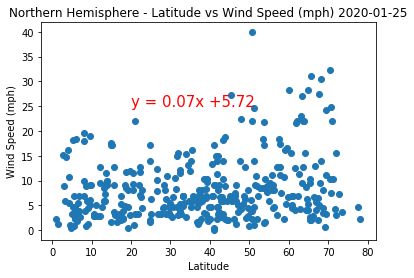 Northern Hemisphere - Latitude vs Wind Speed (mph) 2020-01-25
40
35
30
25
20
15
10
5
0
Wind Speed (mph)
y = 0.07x +5.72
0 10 20 30 40 50 60 70 80
Latitude